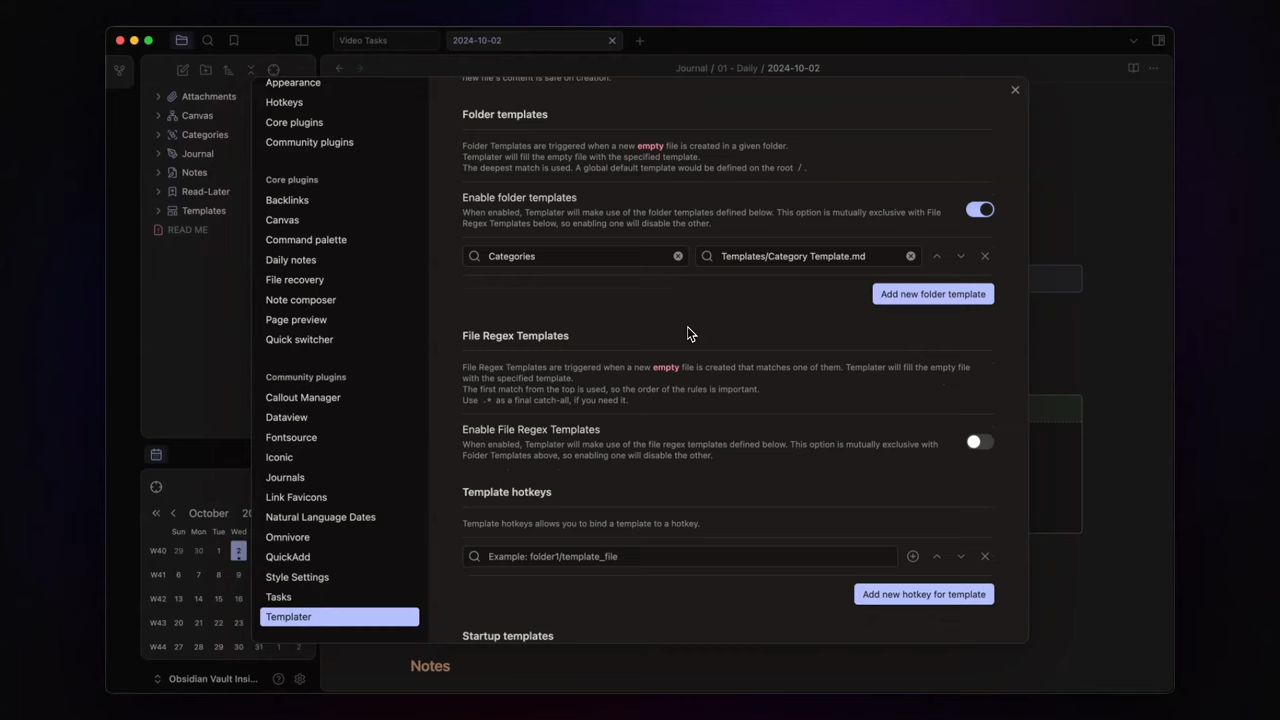 Video Tasks
2024-10-02
Journal / 01 - Daily / 2024-10-02
Attachments
Canvas
Categories
Journal
Notes
Read-Later
Templates
READ ME
October 20
Sun Mon Tue Wed
W40 29 30 1 2
W41 6 7 8 9
W42 13 14 15 16
W43 20 21 22 23
W44 27 28 29 30 31 1 2
Obsidian Vault Insi...
Appearance
Hotkeys
Core plugins
Community plugins
Core plugins
Backlinks
Canvas
Command palette
Daily notes
File recovery
Note composer
Page preview
Quick switcher
Community plugins
Callout Manager
Dataview
Fontsource
Iconic
Journals
Link Favicons
Natural Language Dates
Omnivore
QuickAdd
Style Settings
Tasks
Templater
new file's content is safe on creation.
Folder templates
Folder Templates are triggered when a new empty file is created in a given folder.
Templater will fill the empty file with the specified template.
The deepest match is used. A global default template would be defined on the root / .
Enable folder templates
When enabled, Templater will make use of the folder templates defined below. This option is mutually exclusive with File
Regex Templates below, so enabling one will disable the other.
Categories
Templates/Category Template.md
Add new folder template
File Regex Templates
File Regex Templates are triggered when a new empty file is created that matches one of them. Templater will fill the empty file
with the specified template.
The first match from the top is used, so the order of the rules is important.
Use .* as a final catch-all, if you need it.
Enable File Regex Templates
When enabled, Templater will make use of the file regex templates defined below. This option is mutually exclusive with
Folder Templates above, so enabling one will disable the other.
Template hotkeys
Template hotkeys allows you to bind a template to a hotkey.
Example: folder1/template_file
Add new hotkey for template
Startup templates
Notes